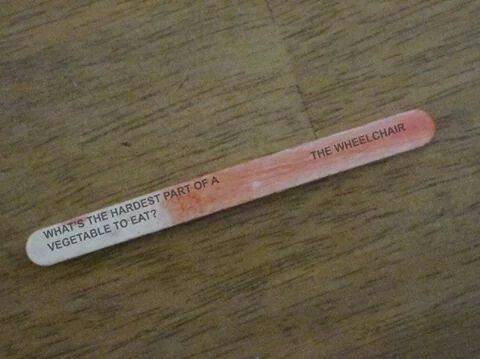 WHAT'S THE HARDEST PART OF A
VEGETABLE TO EAT?
THE WHEELCHAIR